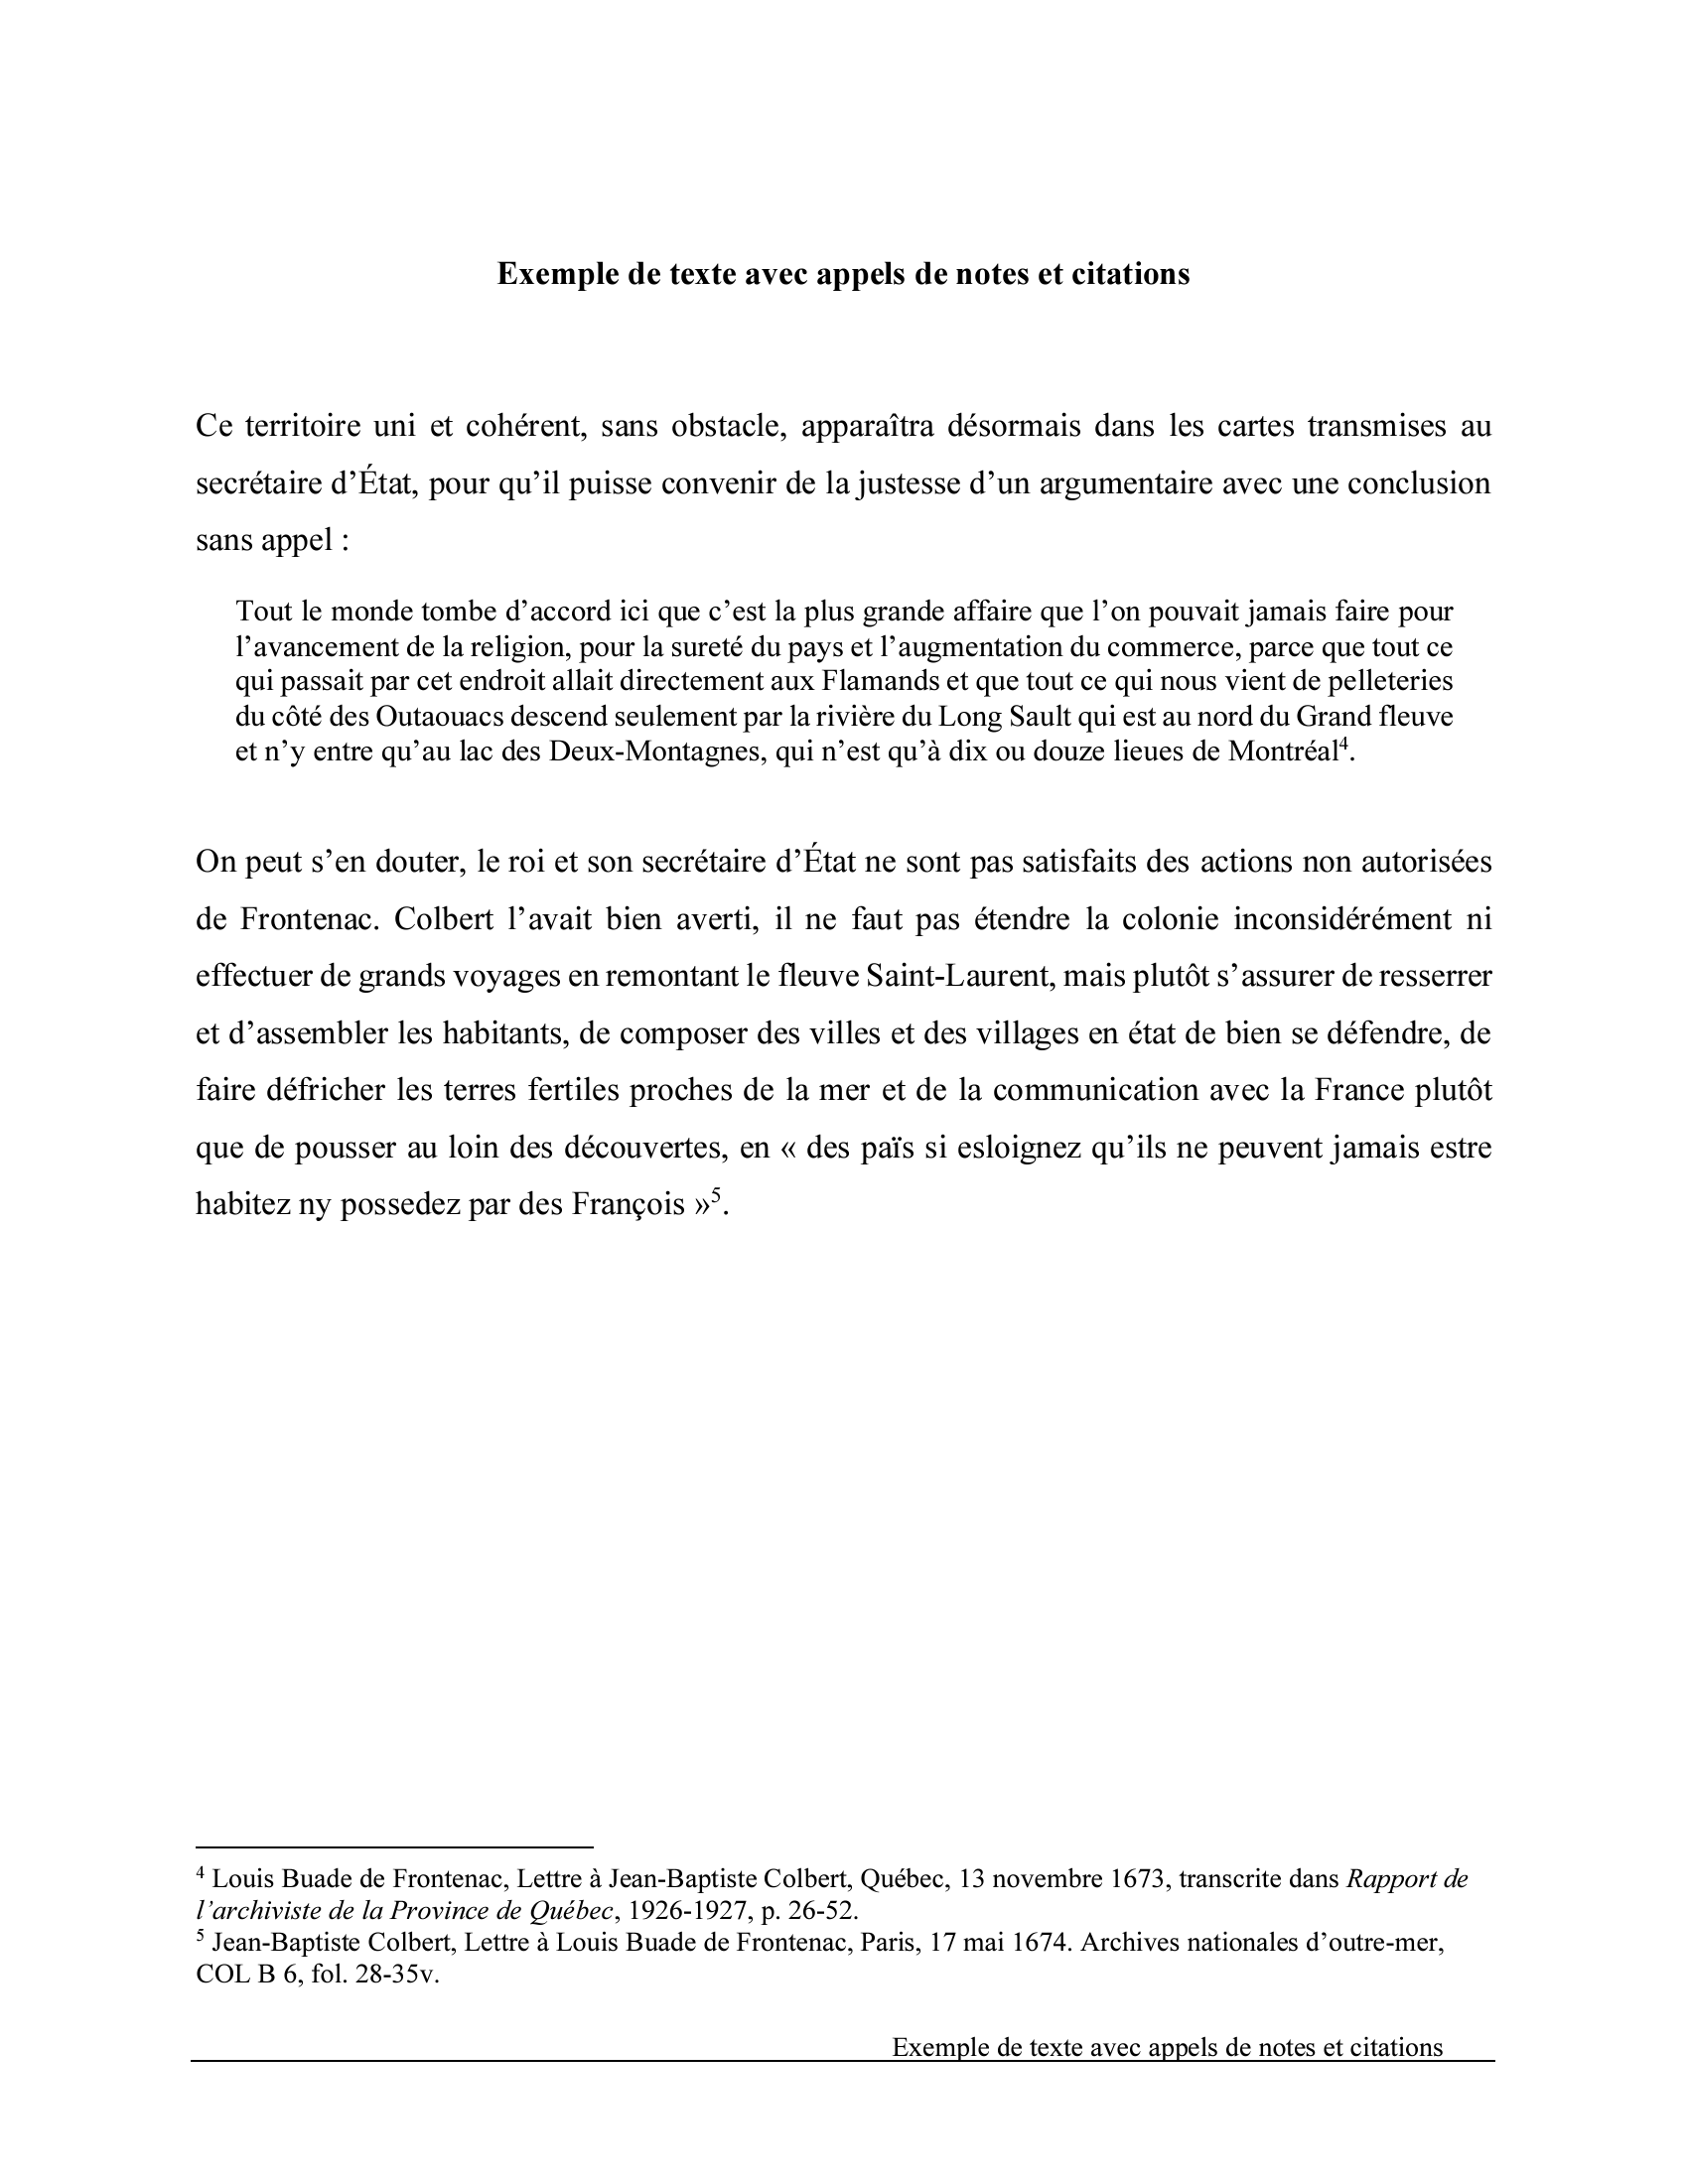 Exemple de texte avec appels de notes et citations
Ce territoire uni et cohérent, sans obstacle, apparaîtra désormais dans les cartes transmises au
secrétaire d’État, pour qu’il puisse convenir de la justesse d’un argumentaire avec une conclusion
sans appel :
Tout le monde tombe d’accord ici que c’est la plus grande affaire que l’on pouvait jamais faire pour
l’avancement de la religion, pour la sureté du pays et l’augmentation du commerce, parce que tout ce
qui passait par cet endroit allait directement aux Flamands et que tout ce qui nous vient de pelleteries
du côté des Outaouacs descend seulement par la rivière du Long Sault qui est au nord du Grand fleuve
et n’y entre qu’au lac des Deux-Montagnes, qui n’est qu’à dix ou douze lieues de Montréal⁴.
On peut s’en douter, le roi et son secrétaire d’État ne sont pas satisfaits des actions non autorisées
de Frontenac. Colbert l’avait bien averti, il ne faut pas étendre la colonie inconsidérément ni
effectuer de grands voyages en remontant le fleuve Saint-Laurent, mais plutôt s’assurer de resserrer
et d’assembler les habitants, de composer des villes et des villages en état de bien se défendre, de
faire défricher les terres fertiles proches de la mer et de la communication avec la France plutôt
que de pousser au loin des découvertes, en « des païs si esloignez qu’ils ne peuvent jamais estre
habitez ny possedez par des François »⁵.
⁴ Louis Buade de Frontenac, Lettre à Jean-Baptiste Colbert, Québec, 13 novembre 1673, transcrite dans Rapport de
l’archiviste de la Province de Québec, 1926-1927, p. 26-52.
⁵ Jean-Baptiste Colbert, Lettre à Louis Buade de Frontenac, Paris, 17 mai 1674. Archives nationales d’outre-mer,
COL B 6, fol. 28-35v.
Exemple de texte avec appels de notes et citations